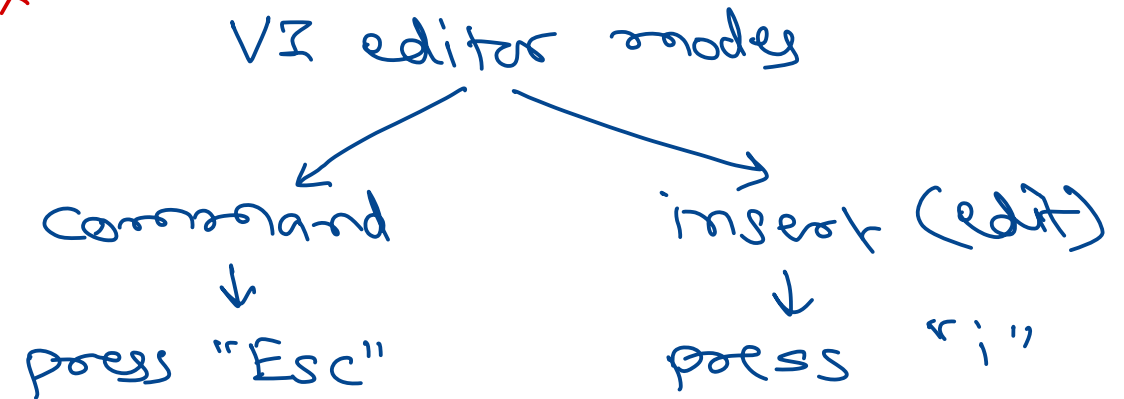 VI editor modes
command insert (edit)
press "Esc" press "i"